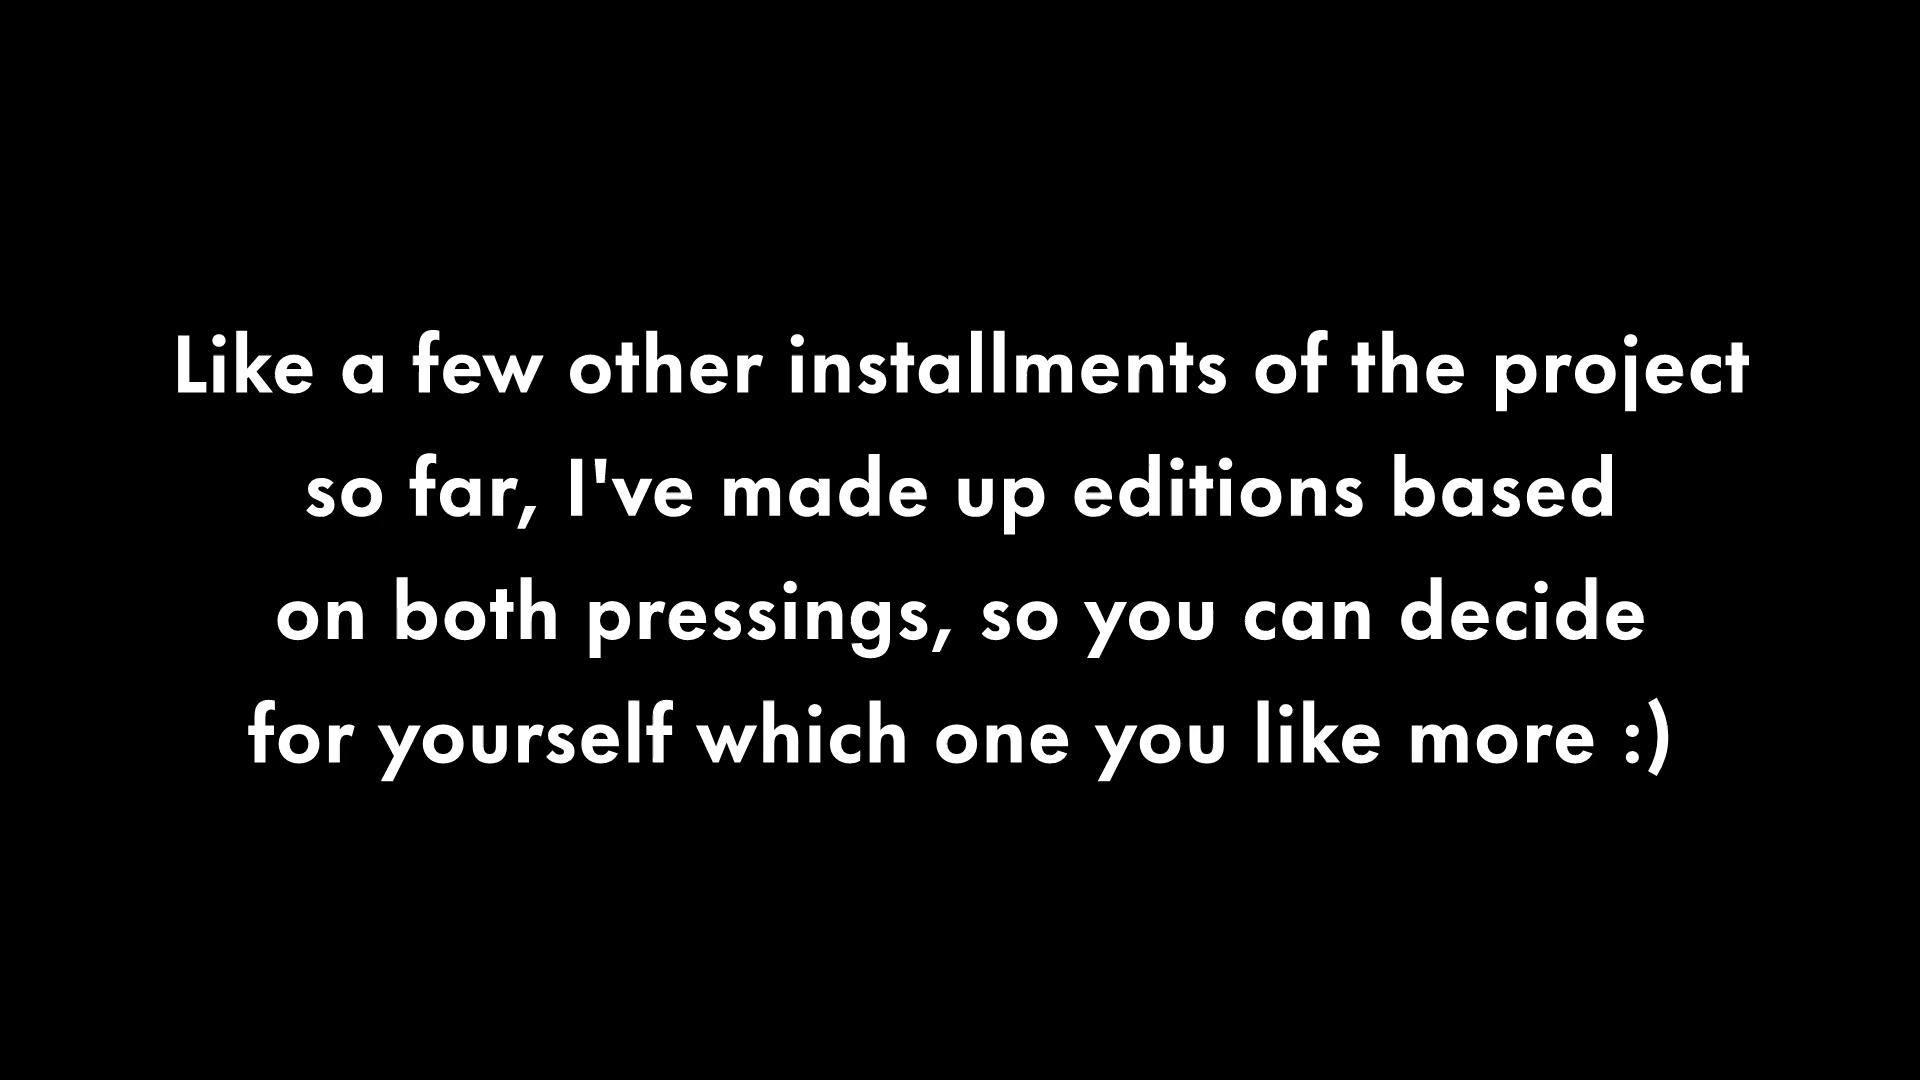 Like a few other installments of the project
so far, I've made up editions based
on both pressings, so you can decide
for yourself which one you like more :)